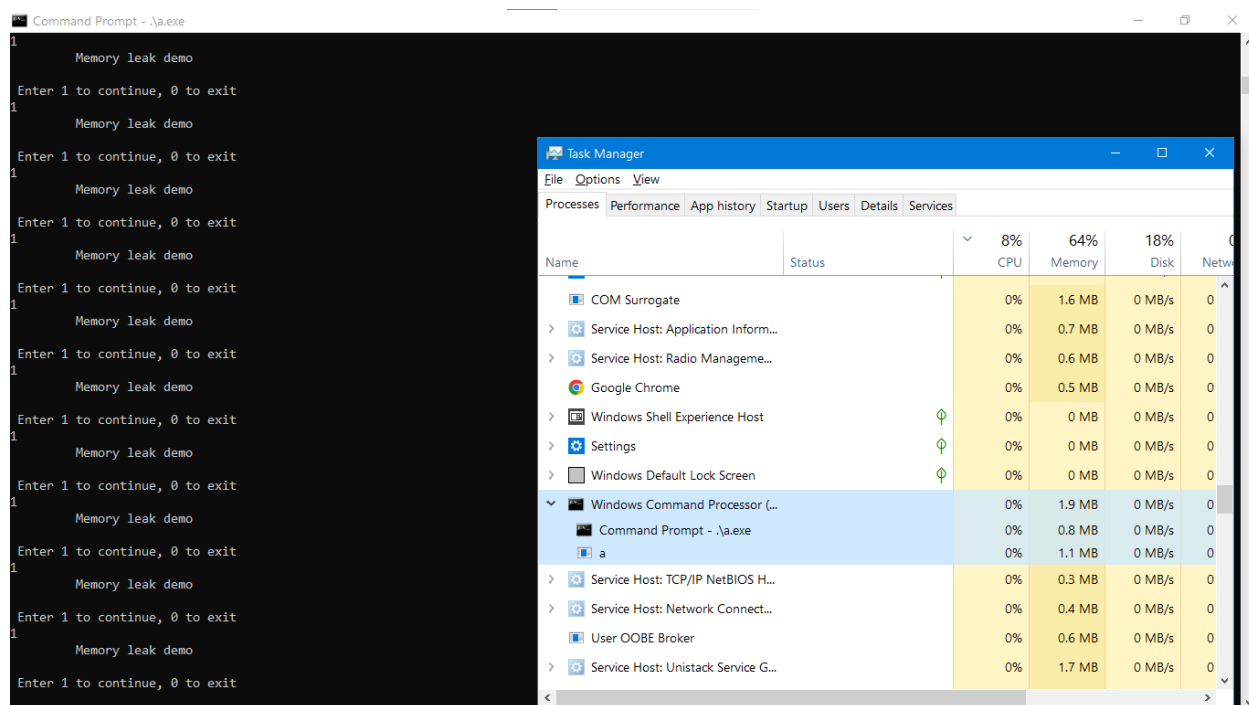 Command Prompt - .\a.exe
1
Memory leak demo
Enter 1 to continue, 0 to exit
1
Memory leak demo
Enter 1 to continue, 0 to exit
1
Memory leak demo
Enter 1 to continue, 0 to exit
1
Memory leak demo
Enter 1 to continue, 0 to exit
1
Memory leak demo
Enter 1 to continue, 0 to exit
1
Memory leak demo
Enter 1 to continue, 0 to exit
1
Memory leak demo
Enter 1 to continue, 0 to exit
1
Memory leak demo
Enter 1 to continue, 0 to exit
1
Memory leak demo
Enter 1 to continue, 0 to exit
1
Memory leak demo
Enter 1 to continue, 0 to exit
Task Manager
File Options View
Processes Performance App history Startup Users Details Services
8% 64% 18% 0
Name Status CPU Memory Disk Netw
COM Surrogate 0% 1.6 MB 0 MB/s 0
Service Host: Application Inform... 0% 0.7 MB 0 MB/s 0
Service Host: Radio Manageme... 0% 0.6 MB 0 MB/s 0
Google Chrome 0% 0.5 MB 0 MB/s 0
Windows Shell Experience Host 0% 0 MB 0 MB/s 0
Settings 0% 0 MB 0 MB/s 0
Windows Default Lock Screen 0% 0 MB 0 MB/s 0
Windows Command Processor (... 0% 1.9 MB 0 MB/s 0
Command Prompt - .\a.exe 0% 0.8 MB 0 MB/s 0
a 0% 1.1 MB 0 MB/s 0
Service Host: TCP/IP NetBIOS H... 0% 0.3 MB 0 MB/s 0
Service Host: Network Connect... 0% 0.4 MB 0 MB/s 0
User OOBE Broker 0% 0.6 MB 0 MB/s 0
Service Host: Unistack Service G... 0% 1.7 MB 0 MB/s 0